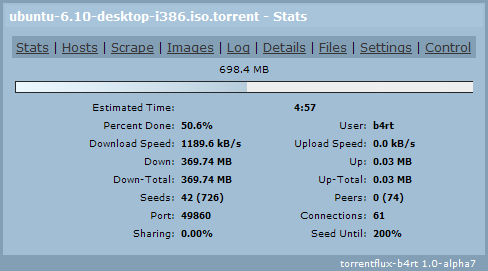 ubuntu-6.10-desktop-i386.iso.torrent - Stats
Stats | Hosts | Scrape | Images | Log | Details | Files | Settings | Control
698.4 MB
Estimated Time: 4:57
Percent Done: 50.6% User: b4rt
Download Speed: 1189.6 kB/s Upload Speed: 0.0 kB/s
Down: 369.74 MB Up: 0.03 MB
Down-Total: 369.74 MB Up-Total: 0.03 MB
Seeds: 42 (726) Peers: 0 (74)
Port: 49860 Connections: 61
Sharing: 0.00% Seed Until: 200%
torrentflux-b4rt 1.0-alpha7